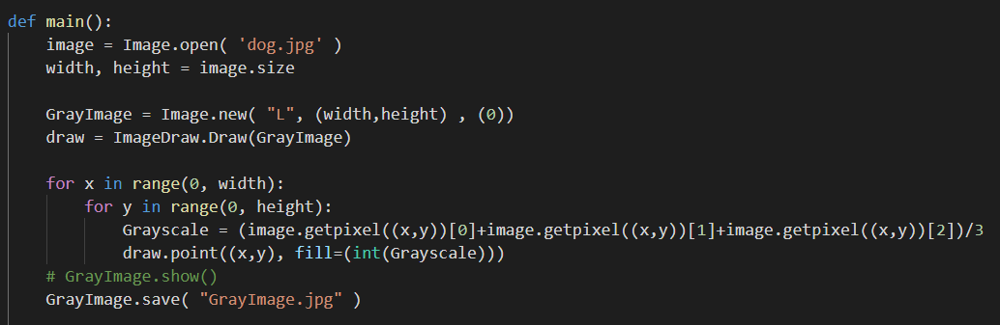 def main():
    image = Image.open( 'dog.jpg' )
    width, height = image.size
    GrayImage = Image.new( "L", (width,height) , (0))
    draw = ImageDraw.Draw(GrayImage)
    for x in range(0, width):
        for y in range(0, height):
            Grayscale = (image.getpixel((x,y))[0]+image.getpixel((x,y))[1]+image.getpixel((x,y))[2])/3
            draw.point((x,y), fill=(int(Grayscale)))
    # GrayImage.show()
    GrayImage.save( "GrayImage.jpg" )